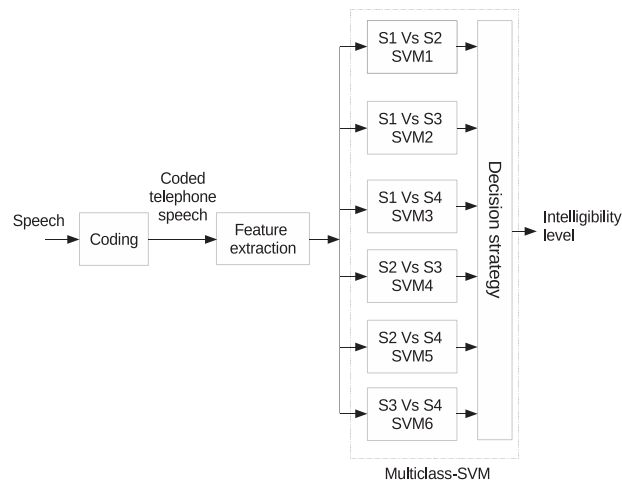 Speech
Coding
Coded
telephone
speech
Feature
extraction
S1 Vs S2
SVM1
S1 Vs S3
SVM2
S1 Vs S4
SVM3
S2 Vs S3
SVM4
S2 Vs S4
SVM5
S3 Vs S4
SVM6
Decision strategy
Intelligibility
level
Multiclass-SVM